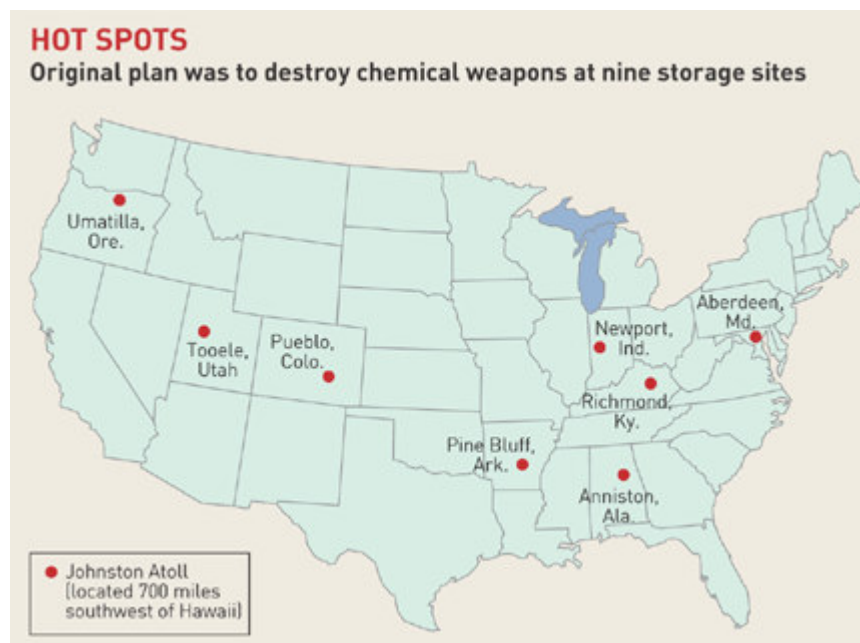 HOT SPOTS
Original plan was to destroy chemical weapons at nine storage sites
Umatilla,
Ore.
Tooele,
Utah
Pueblo,
Colo.
Pine Bluff,
Ark.
Newport,
Ind.
Aberdeen,
Md.
Richmond,
Ky.
Anniston,
Ala.
Johnston Atoll
(located 700 miles
southwest of Hawaii)